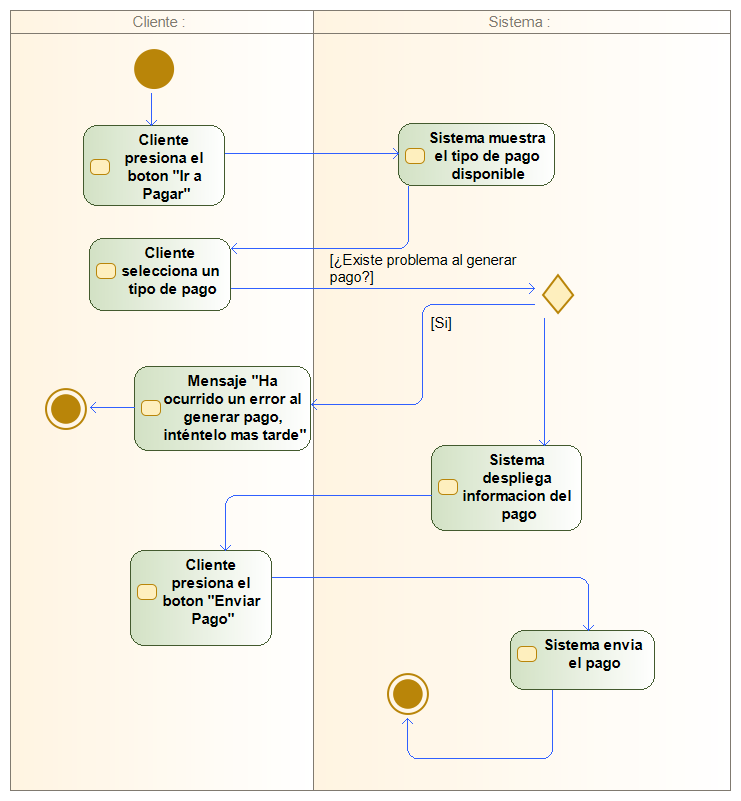 Cliente :
Sistema :
Cliente
presiona el
boton "Ir a
Pagar"
Sistema muestra
el tipo de pago
disponible
Cliente
selecciona un
tipo de pago
[¿Existe problema al generar
pago?]
[Si]
Mensaje "Ha
ocurrido un error al
generar pago,
inténtelo mas tarde"
Sistema
despliega
informacion del
pago
Cliente
presiona el
boton "Enviar
Pago"
Sistema envia
el pago